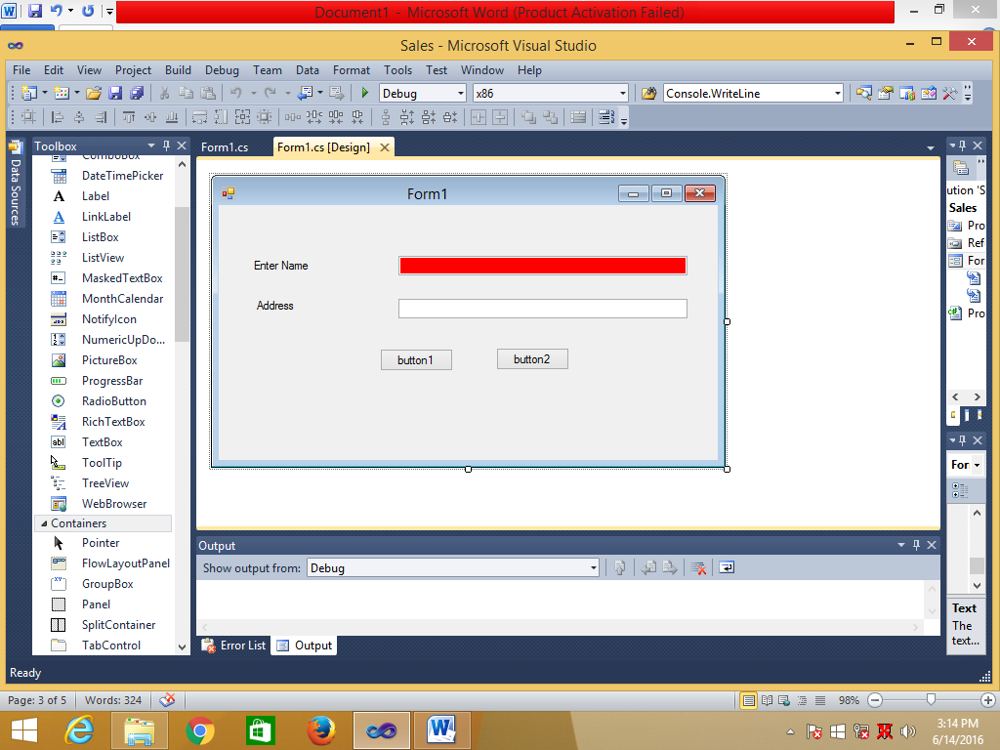 Document1 - Microsoft Word (Product Activation Failed)
Sales - Microsoft Visual Studio
File Edit View Project Build Debug Team Data Format Tools Test Window Help
Debug x86 Console.WriteLine
Data Sources
Toolbox
ComboBox
DateTimePicker
Label
LinkLabel
ListBox
ListView
MaskedTextBox
MonthCalendar
NotifyIcon
NumericUpDo...
PictureBox
ProgressBar
RadioButton
RichTextBox
TextBox
ToolTip
TreeView
WebBrowser
Containers
Pointer
FlowLayoutPanel
GroupBox
Panel
SplitContainer
TabControl
Form1.cs Form1.cs [Design]
Form1
Enter Name
Address
button1 button2
Output
Show output from: Debug
Error List Output
ution 'S
Sales
Pro
Ref
For
Pro
For
Text
The
text...
Ready
Page: 3 of 5 Words: 324 98%
3:14 PM
6/14/2016